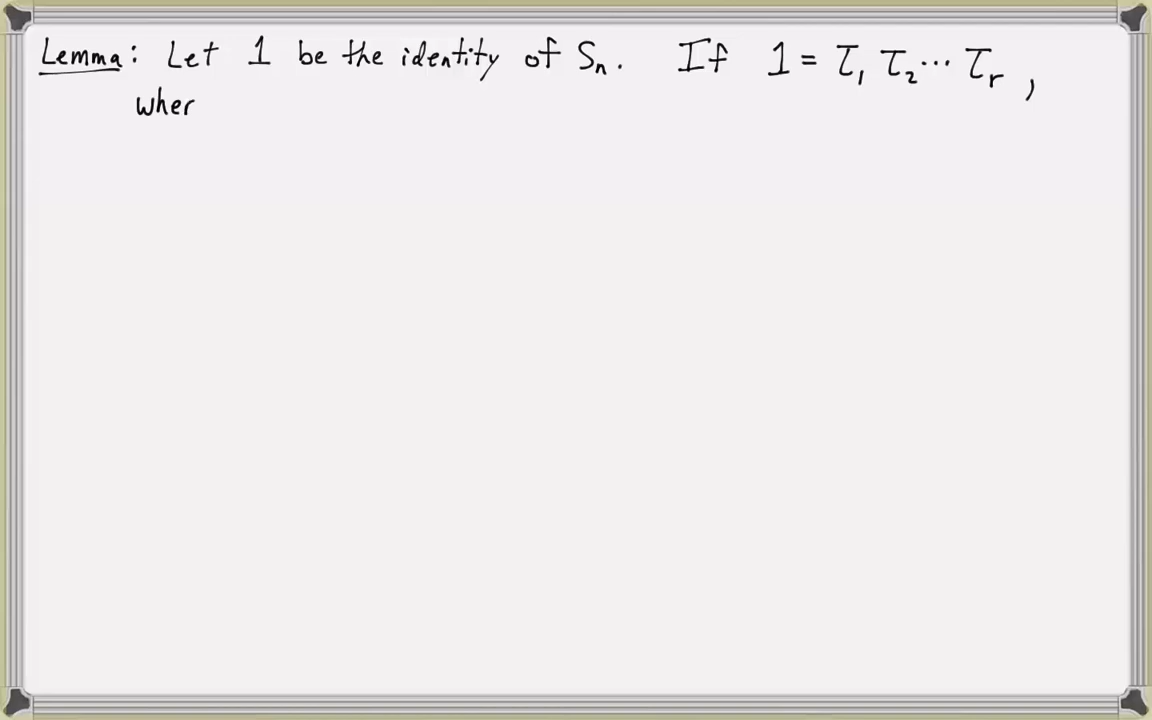 Lemma: Let 1 be the identity of Sₙ. If 1 = τ₁ τ₂ ⋯ τᵣ ,
wher